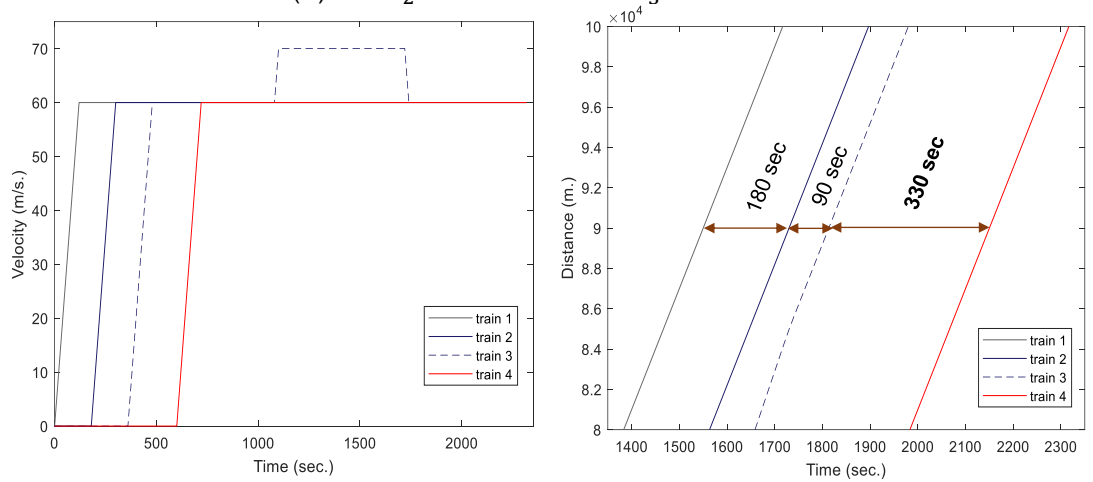 70
60
50
40
30
20
10
0
Velocity (m/s.)
0 500 1000 1500 2000
Time (sec.)
train 1
train 2
train 3
train 4
×10⁴
10
9.8
9.6
9.4
9.2
9
8.8
8.6
8.4
8.2
8
Distance (m.)
180 sec
90 sec
330 sec
1400 1500 1600 1700 1800 1900 2000 2100 2200 2300
Time (sec.)
train 1
train 2
train 3
train 4